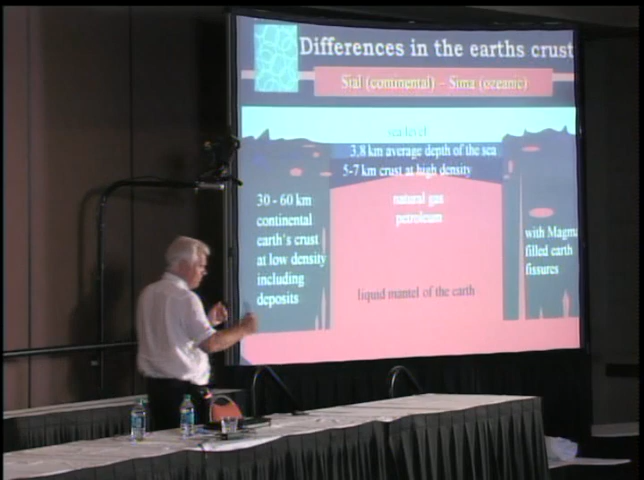 Differences in the earths crust
Sial (continental) – Sima (ozeanic)
sea level
3,8 km average depth of the sea
5-7 km crust at high density
natural gas
petroleum
30 - 60 km
continental
earth's crust
at low density
including
deposits
with Magma
filled earth
fissures
liquid mantel of the earth